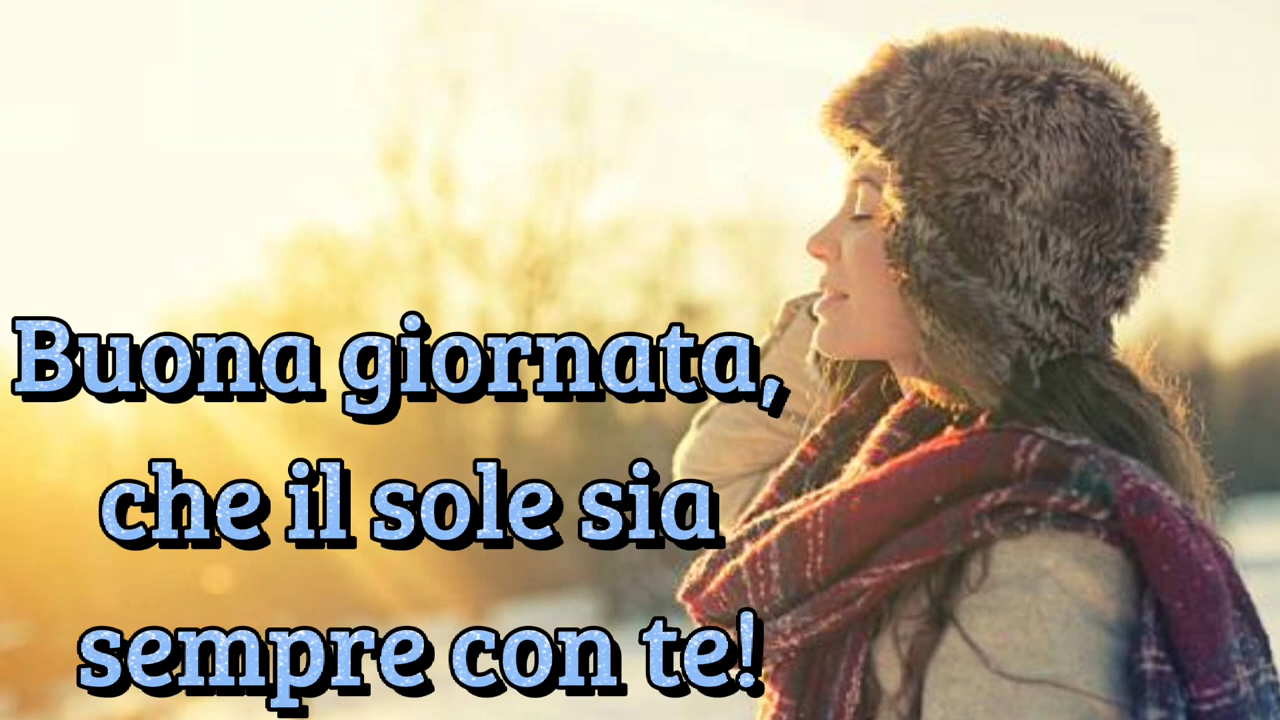 Buona giornata,
che il sole sia
sempre con te!